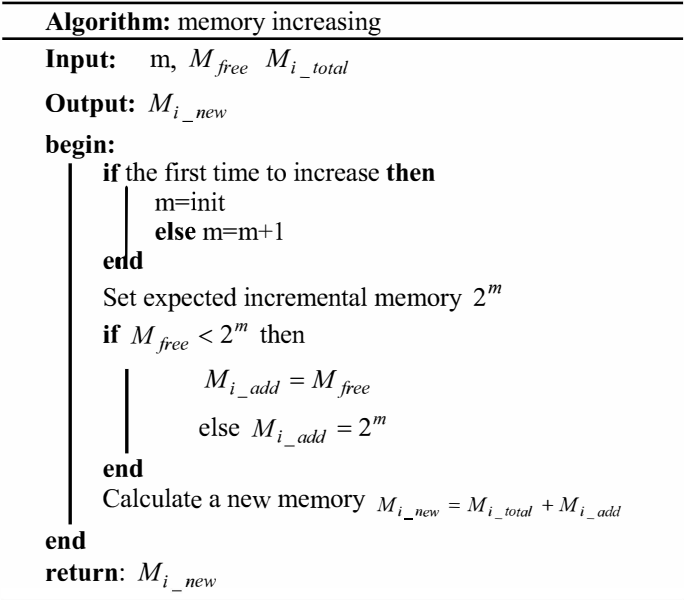 Algorithm: memory increasing
Input: m, M_free M_i_total
Output: M_i_new
begin:
if the first time to increase then
m=init
else m=m+1
end
Set expected incremental memory 2^m
if M_free < 2^m then
M_i_add = M_free
else M_i_add = 2^m
end
Calculate a new memory M_i_new = M_i_total + M_i_add
end
return: M_i_new